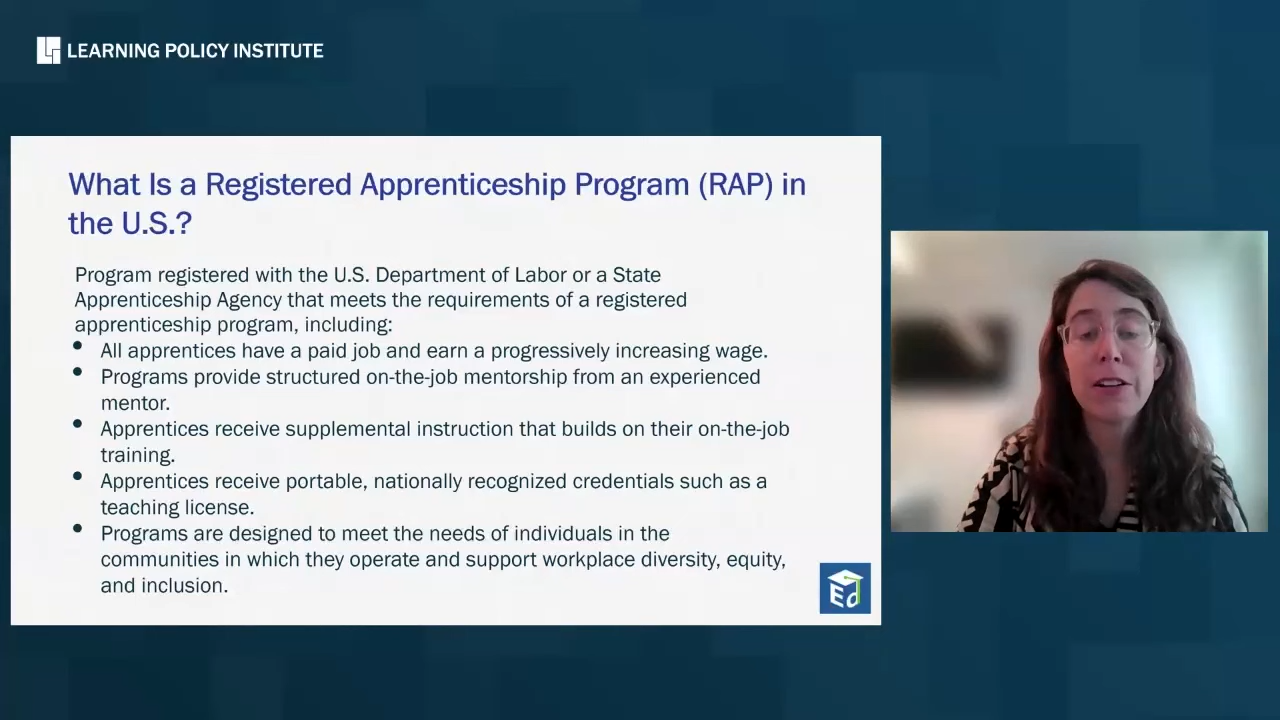 LEARNING POLICY INSTITUTE
What Is a Registered Apprenticeship Program (RAP) in
the U.S.?
Program registered with the U.S. Department of Labor or a State
Apprenticeship Agency that meets the requirements of a registered
apprenticeship program, including:
• All apprentices have a paid job and earn a progressively increasing wage.
• Programs provide structured on-the-job mentorship from an experienced
mentor.
• Apprentices receive supplemental instruction that builds on their on-the-job
training.
• Apprentices receive portable, nationally recognized credentials such as a
teaching license.
• Programs are designed to meet the needs of individuals in the
communities in which they operate and support workplace diversity, equity,
and inclusion.
Ed